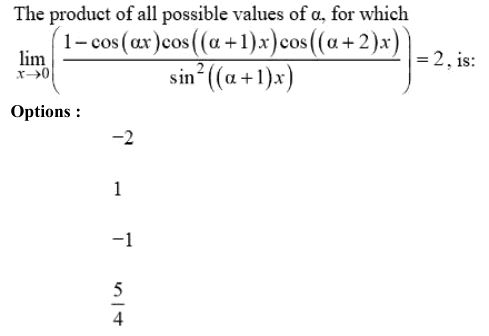 The product of all possible values of α, for which
lim x→0 ( (1 − cos(αx)cos((α+1)x)cos((α+2)x)) / sin²((α+1)x) ) = 2, is:
Options :
−2
1
−1
5/4